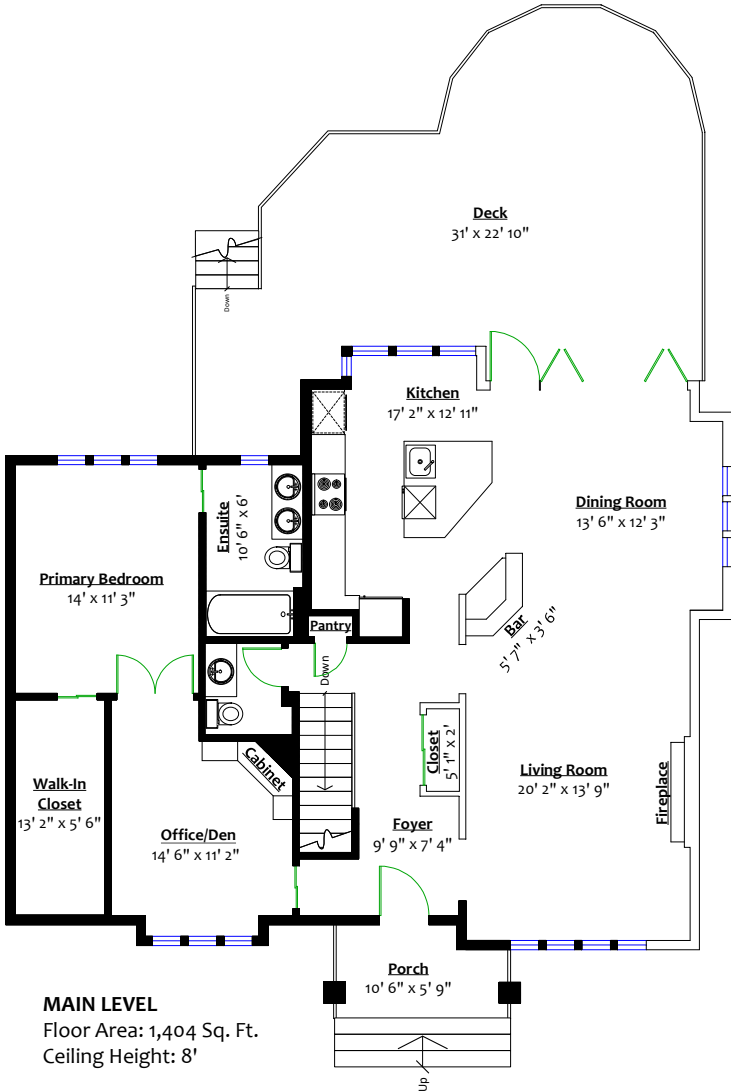 Deck
31' x 22' 10"
Down
Kitchen
17' 2" x 12' 11"
Dining Room
13' 6" x 12' 3"
Ensuite
10' 6" x 6'
Primary Bedroom
14' x 11' 3"
Pantry
Bar
5' 7" x 3' 6"
Down
Closet
5' 1" x 2'
Cabinet
Living Room
20' 2" x 13' 9"
Fireplace
Walk-In
Closet
13' 2" x 5' 6"
Office/Den
14' 6" x 11' 2"
Foyer
9' 9" x 7' 4"
Porch
10' 6" x 5' 9"
Up
MAIN LEVEL
Floor Area: 1,404 Sq. Ft.
Ceiling Height: 8'